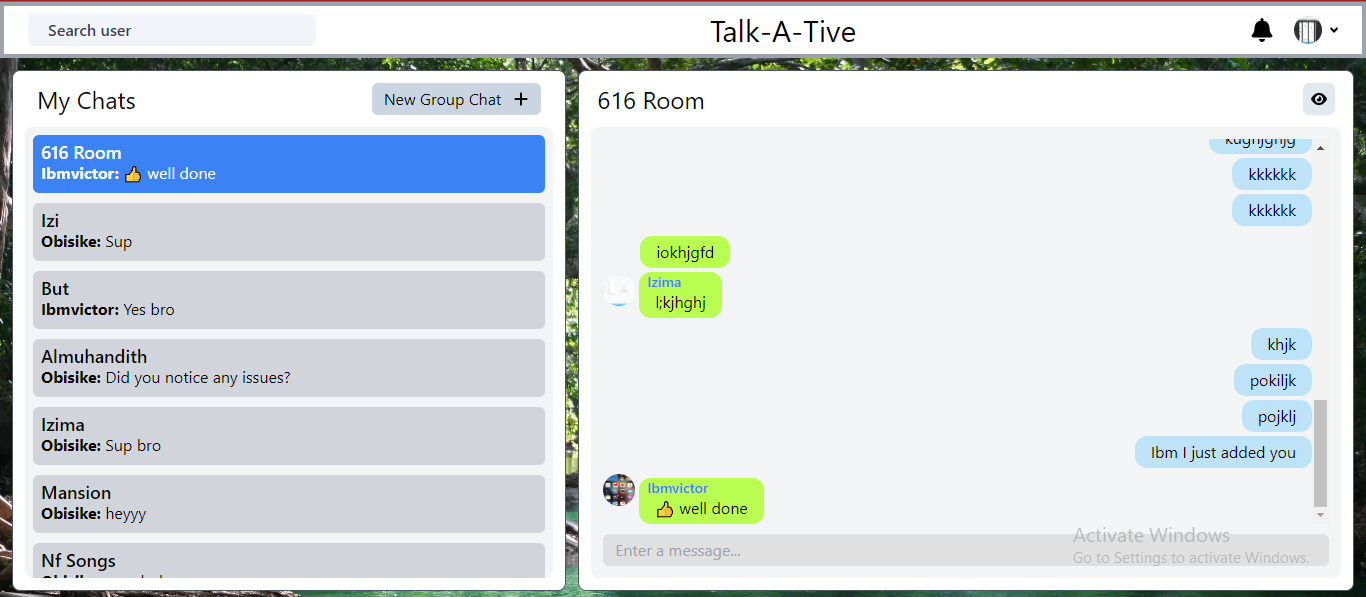 Search user
Talk-A-Tive
My Chats
New Group Chat +
616 Room
Ibmvictor: 👍 well done
Izi
Obisike: Sup
But
Ibmvictor: Yes bro
Almuhandith
Obisike: Did you notice any issues?
Izima
Obisike: Sup bro
Mansion
Obisike: heyyy
Nf Songs
616 Room
kkkkkk
kkkkkk
iokhjgfd
Izima
l;kjhghj
khjk
pokiljk
pojklj
Ibm I just added you
Ibmvictor
👍 well done
Enter a message...
Activate Windows
Go to Settings to activate Windows.